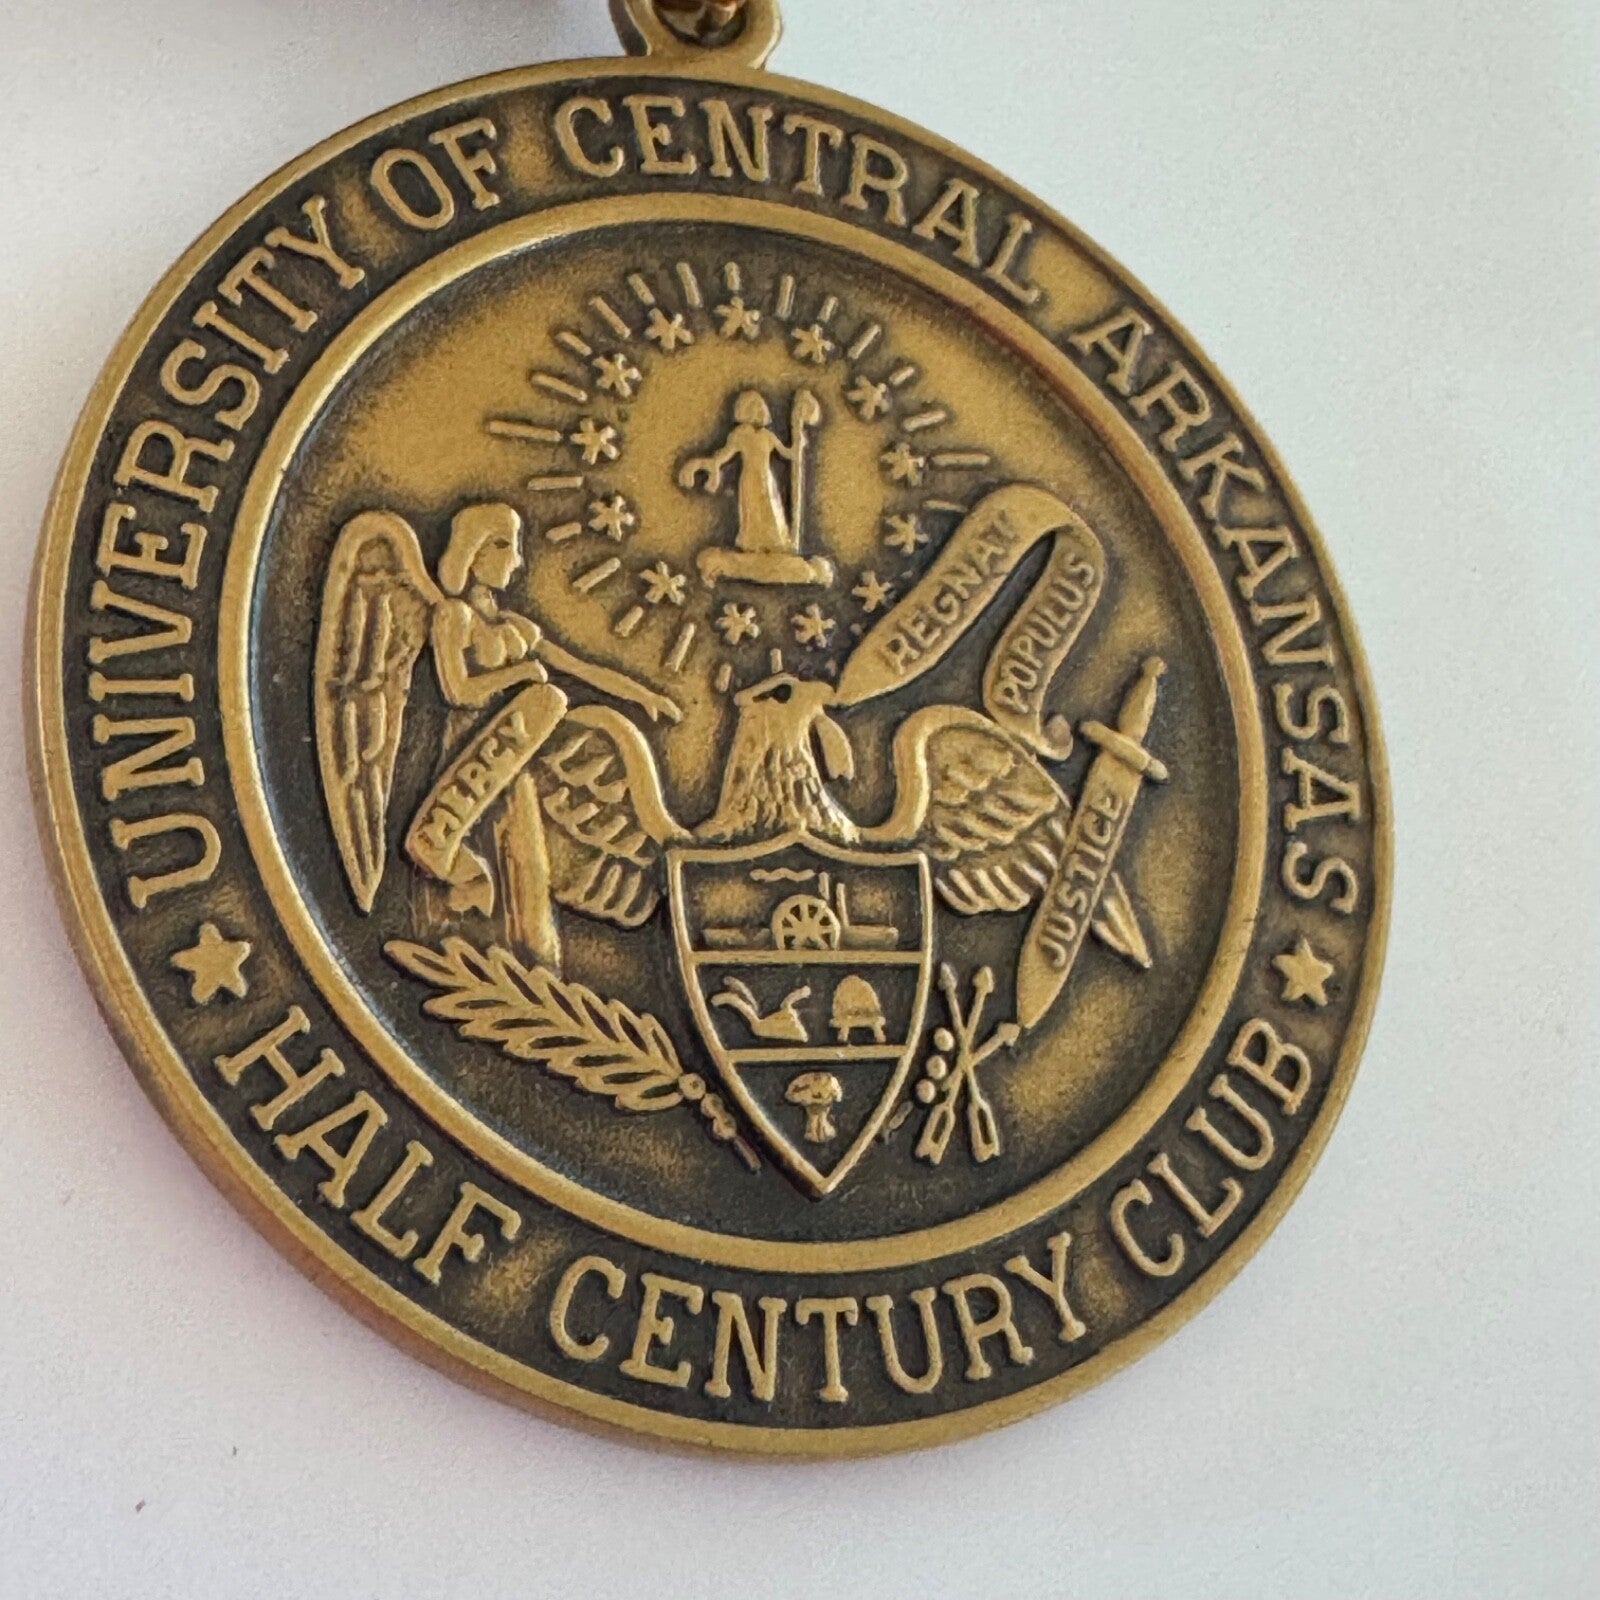 UNIVERSITY OF CENTRAL ARKANSAS
HALF CENTURY CLUB
REGNAT
POPULUS
MERCY
JUSTICE